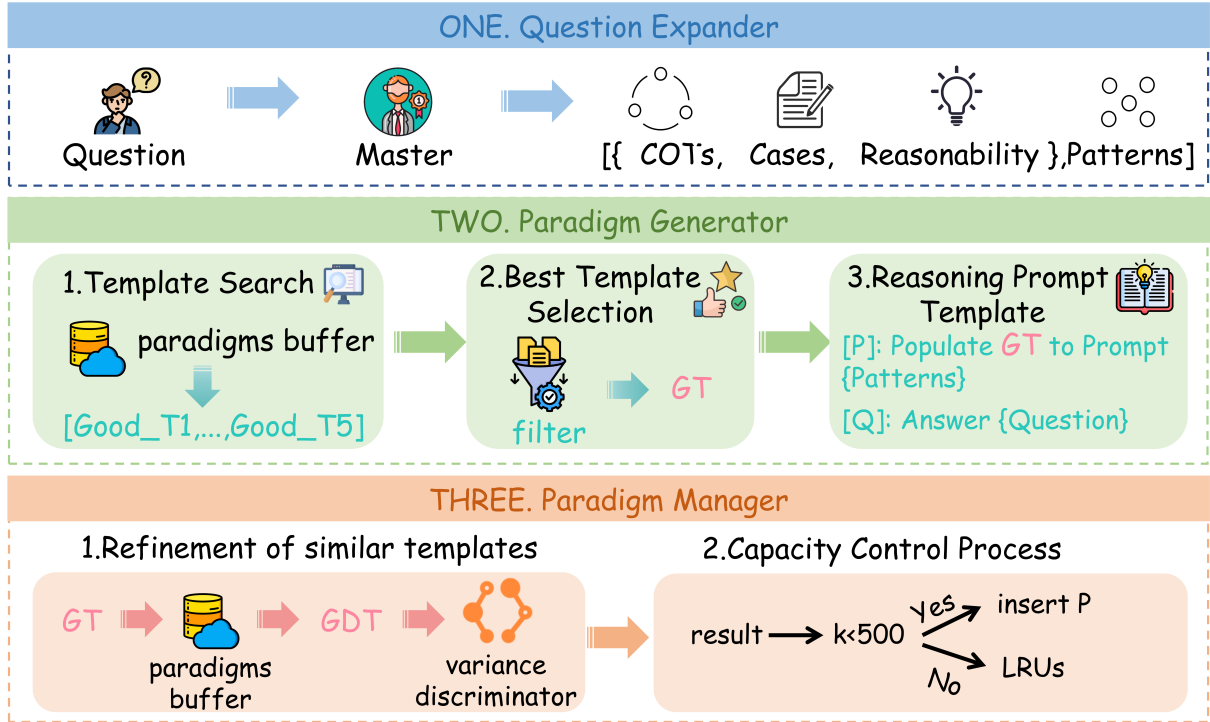 ONE. Question Expander
?
1
Question
Master
[{ COTs, Cases, Reasonability },Patterns]
TWO. Paradigm Generator
1.Template Search
paradigms buffer
[Good_T1,...,Good_T5]
2.Best Template
Selection
filter
GT
3.Reasoning Prompt
Template
[P]: Populate GT to Prompt
{Patterns}
[Q]: Answer {Question}
THREE. Paradigm Manager
1.Refinement of similar templates
GT
paradigms
buffer
GDT
variance
discriminator
2.Capacity Control Process
result
k<500
Yes
insert P
No
LRUs